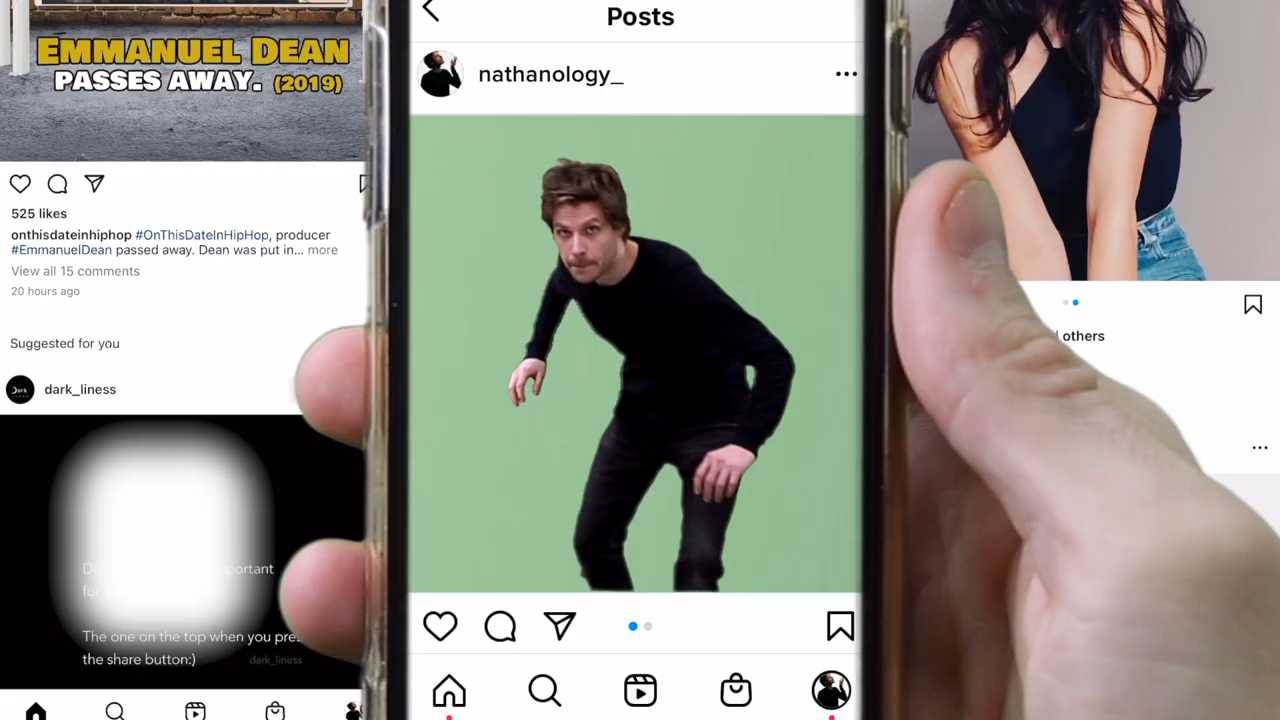 EMMANUEL DEAN
PASSES AWAY. (2019)
525 likes
onthisdateinhiphop #OnThisDateInHipHop, producer
#EmmanuelDean passed away. Dean was put in... more
View all 15 comments
20 hours ago
Suggested for you
Dark
dark_liness
portant
The one on the top when you pre
the share button:)
dark_liness
Posts
nathanology_
others